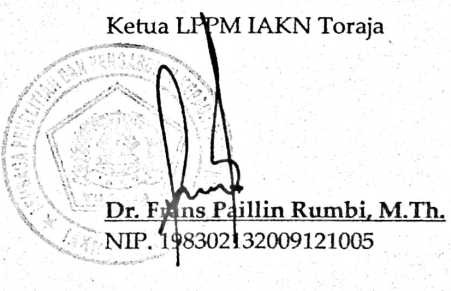 Ketua LPPM IAKN Toraja
Dr. Frans Paillin Rumbi, M.Th.
NIP. 198302132009121005